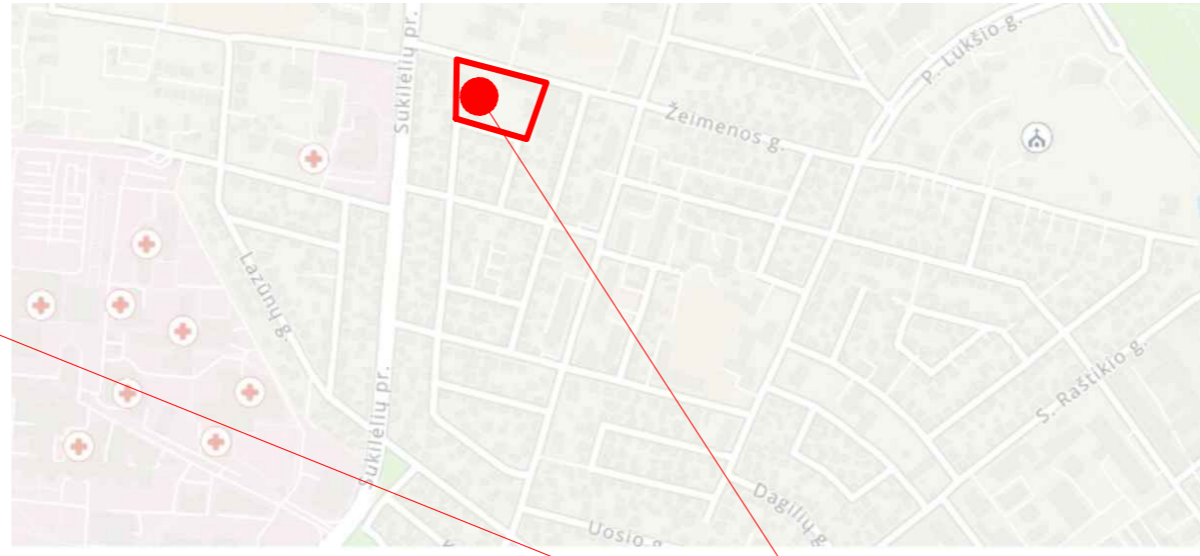 Sukilėlių pr.
P. Lukšio g.
Žeimenos g.
Lazūnų g.
S. Raštikio g.
Sukilėlių pr.
Dagilių g.
Uosio g.